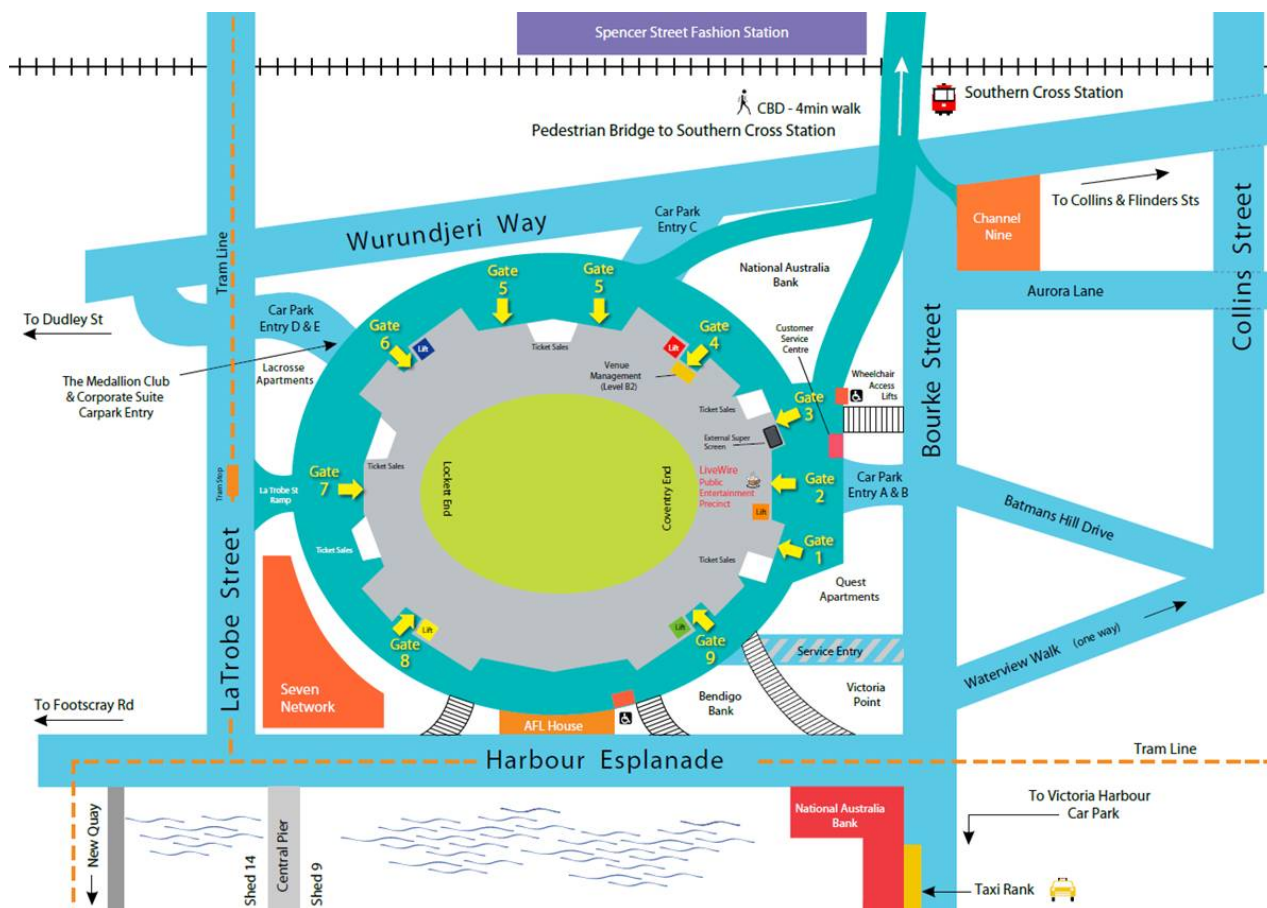 Spencer Street Fashion Station
CBD - 4min walk
Southern Cross Station
Pedestrian Bridge to Southern Cross Station
To Collins & Flinders Sts
Channel
Nine
Collins Street
Wurundjeri Way
Car Park
Entry C
National Australia
Bank
Aurora Lane
Tram Line
To Dudley St
Car Park
Entry D & E
Gate
5
Gate
5
Gate
6
Lift
Ticket Sales
Lift
Gate
4
Customer
Service
Centre
Bourke Street
The Medallion Club
& Corporate Suite
Carpark Entry
Lacrosse
Apartments
Venue
Management
(Level B2)
Wheelchair
Access
Lifts
Ticket Sales
Gate
3
External Super
Screen
Tram Stop
La Trobe St
Ramp
Gate
7
Ticket Sales
Lockett End
Coventry End
LiveWire
Public
Entertainment
Precinct
Gate
2
Car Park
Entry A & B
Batmans Hill Drive
Lift
Ticket Sales
Gate
1
Ticket Sales
Quest
Apartments
LaTrobe Street
Gate
8
Lift
Lift
Gate
9
Service Entry
Waterview Walk (one way)
Seven
Network
Bendigo
Bank
Victoria
Point
To Footscray Rd
AFL House
Harbour Esplanade
Tram Line
New Quay
Shed 14
Central Pier
Shed 9
National Australia
Bank
To Victoria Harbour
Car Park
Taxi Rank